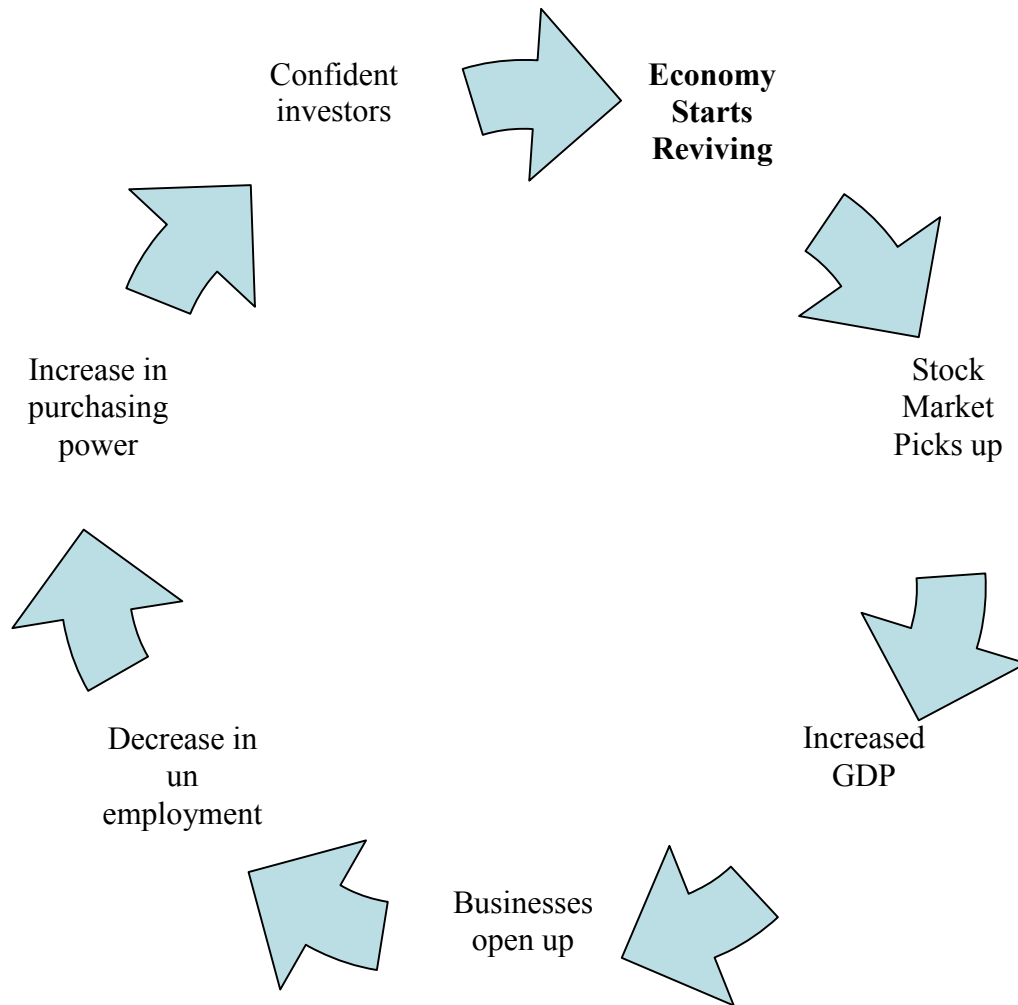 Confident
investors
Economy
Starts
Reviving
Stock
Market
Picks up
Increased
GDP
Businesses
open up
Decrease in
un
employment
Increase in
purchasing
power